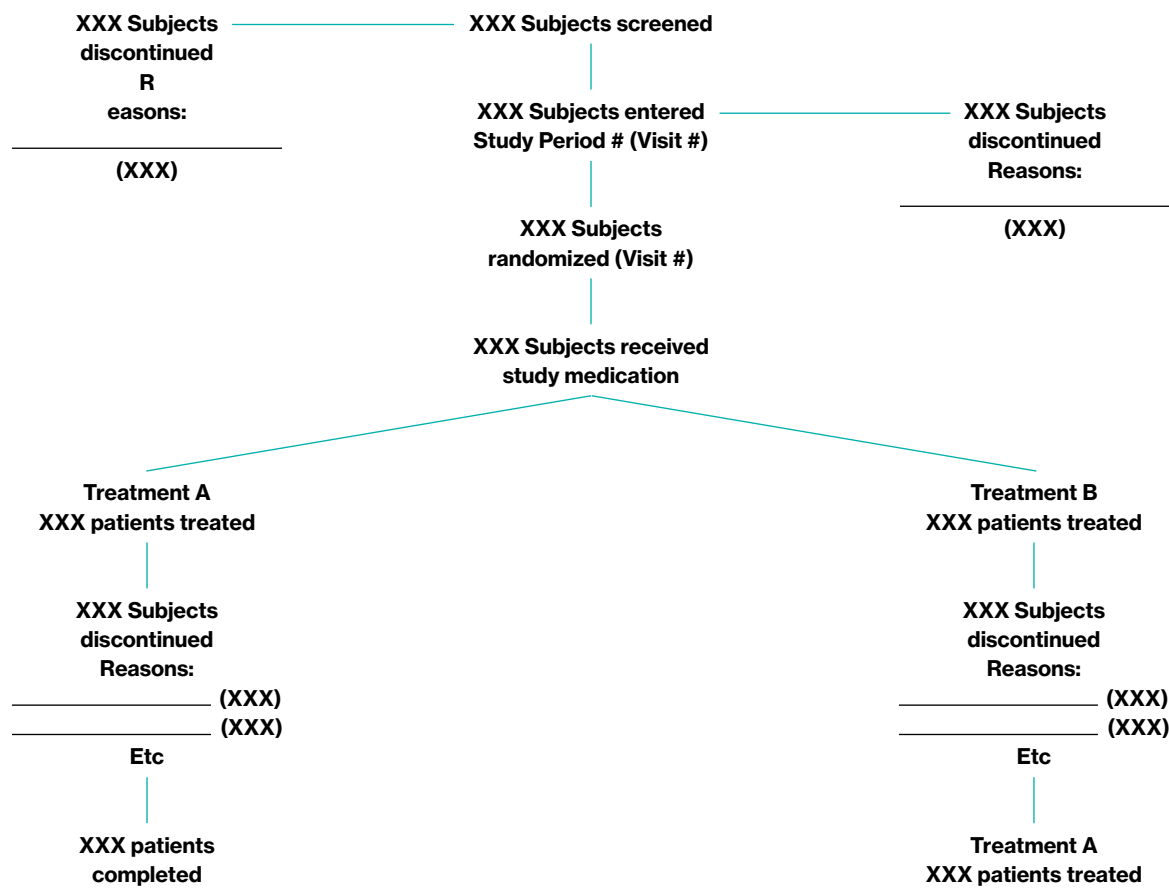 XXX Subjects
discontinued
R
easons:
(XXX)
XXX Subjects screened
XXX Subjects entered
Study Period # (Visit #)
XXX Subjects
discontinued
Reasons:
(XXX)
XXX Subjects
randomized (Visit #)
XXX Subjects received
study medication
Treatment A
XXX patients treated
XXX Subjects
discontinued
Reasons:
(XXX)
(XXX)
Etc
XXX patients
completed
Treatment B
XXX patients treated
XXX Subjects
discontinued
Reasons:
(XXX)
(XXX)
Etc
Treatment A
XXX patients treated